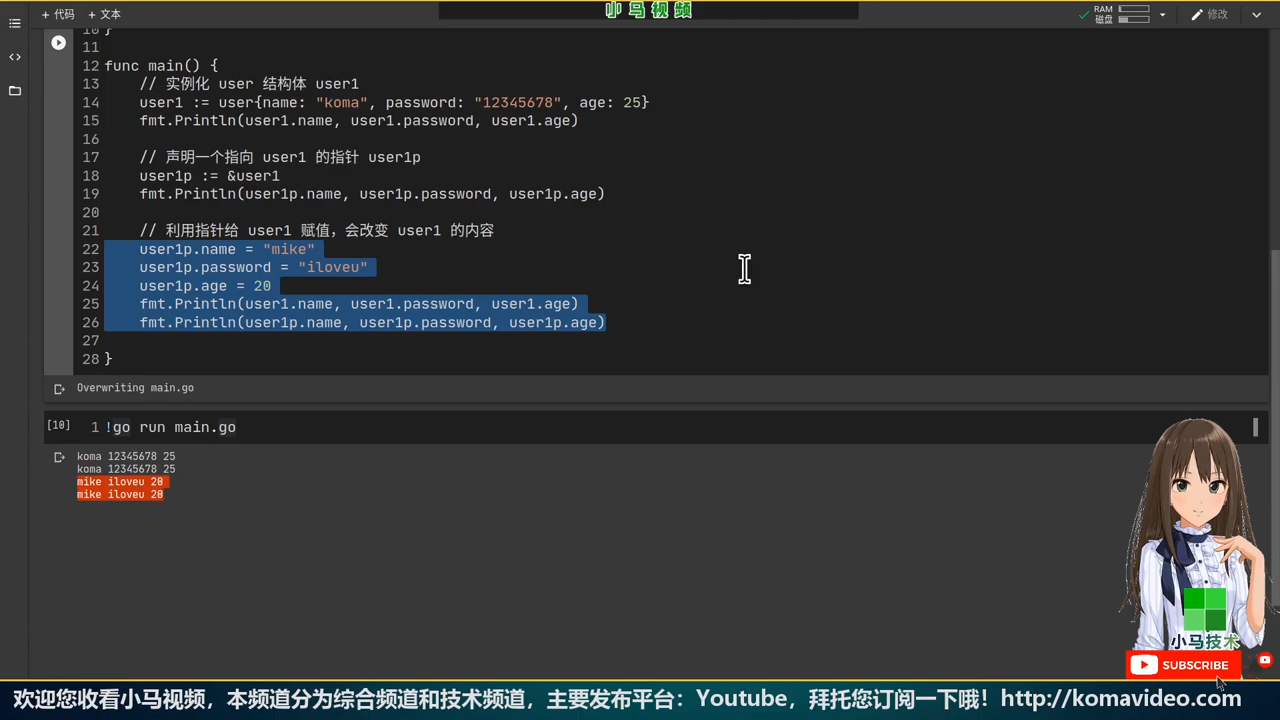 小马视频
+ 代码 + 文本
RAM
磁盘
修改
10 }
11
12 func main() {
13 // 实例化 user 结构体 user1
14 user1 := user{name: "koma", password: "12345678", age: 25}
15 fmt.Println(user1.name, user1.password, user1.age)
16
17 // 声明一个指向 user1 的指针 user1p
18 user1p := &user1
19 fmt.Println(user1p.name, user1p.password, user1p.age)
20
21 // 利用指针给 user1 赋值，会改变 user1 的内容
22 user1p.name = "mike"
23 user1p.password = "iloveu"
24 user1p.age = 20
25 fmt.Println(user1.name, user1.password, user1.age)
26 fmt.Println(user1p.name, user1p.password, user1p.age)
27
28 }
Overwriting main.go
[10] 1 !go run main.go
koma 12345678 25
koma 12345678 25
mike iloveu 20
mike iloveu 20
小马技术
SUBSCRIBE
欢迎您收看小马视频，本频道分为综合频道和技术频道，主要发布平台：Youtube，拜托您订阅一下哦！http://komavideo.com